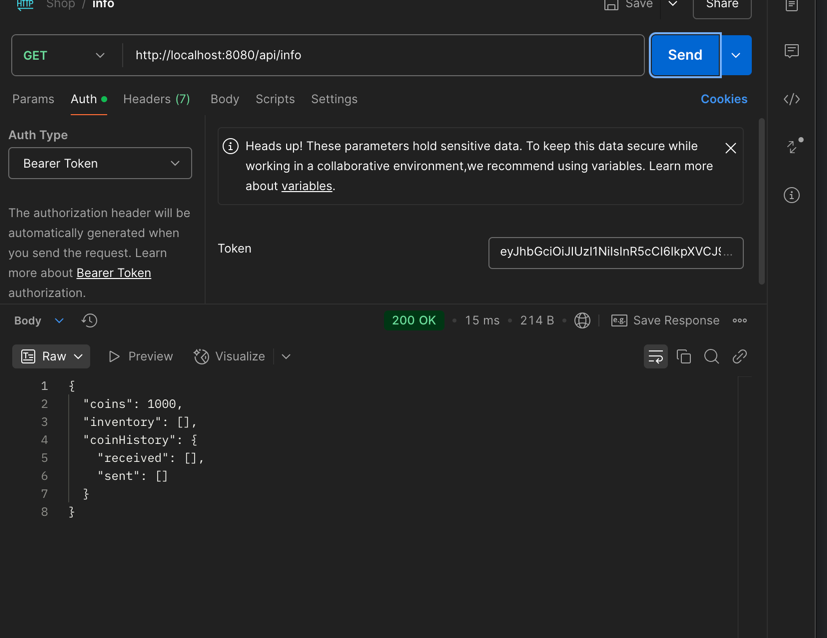 HTTP Shop / info Save Share
GET http://localhost:8080/api/info Send
Params Auth Headers (7) Body Scripts Settings Cookies
Auth Type
Bearer Token
The authorization header will be
automatically generated when
you send the request. Learn
more about Bearer Token
authorization.
Heads up! These parameters hold sensitive data. To keep this data secure while
working in a collaborative environment,we recommend using variables. Learn more
about variables.
Token
Body 200 OK 15 ms 214 B e.g. Save Response
Raw Preview Visualize
1 {
2 "coins": 1000,
3 "inventory": [],
4 "coinHistory": {
5 "received": [],
6 "sent": []
7 }
8 }